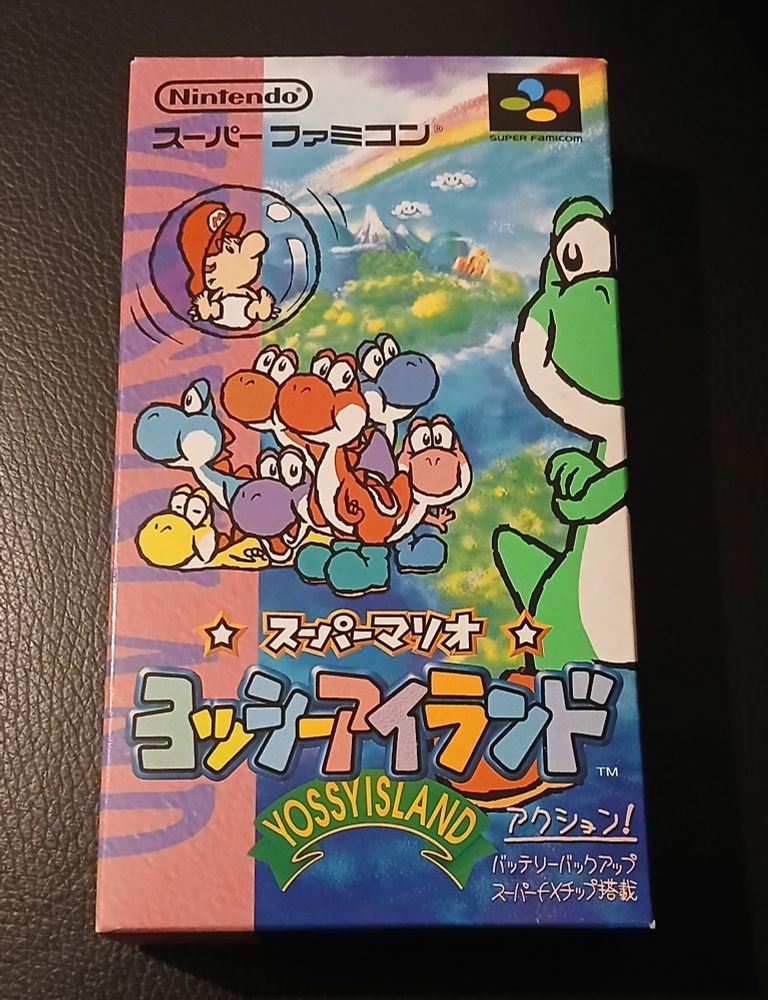 Nintendo®
スーパーファミコン®
SUPER FAMICOM
M
☆ スーパーマリオ ☆
ヨッシーアイランド
TM
YOSSYISLAND
アクション!
バッテリーバックアップ
スーパーFXチップ搭載